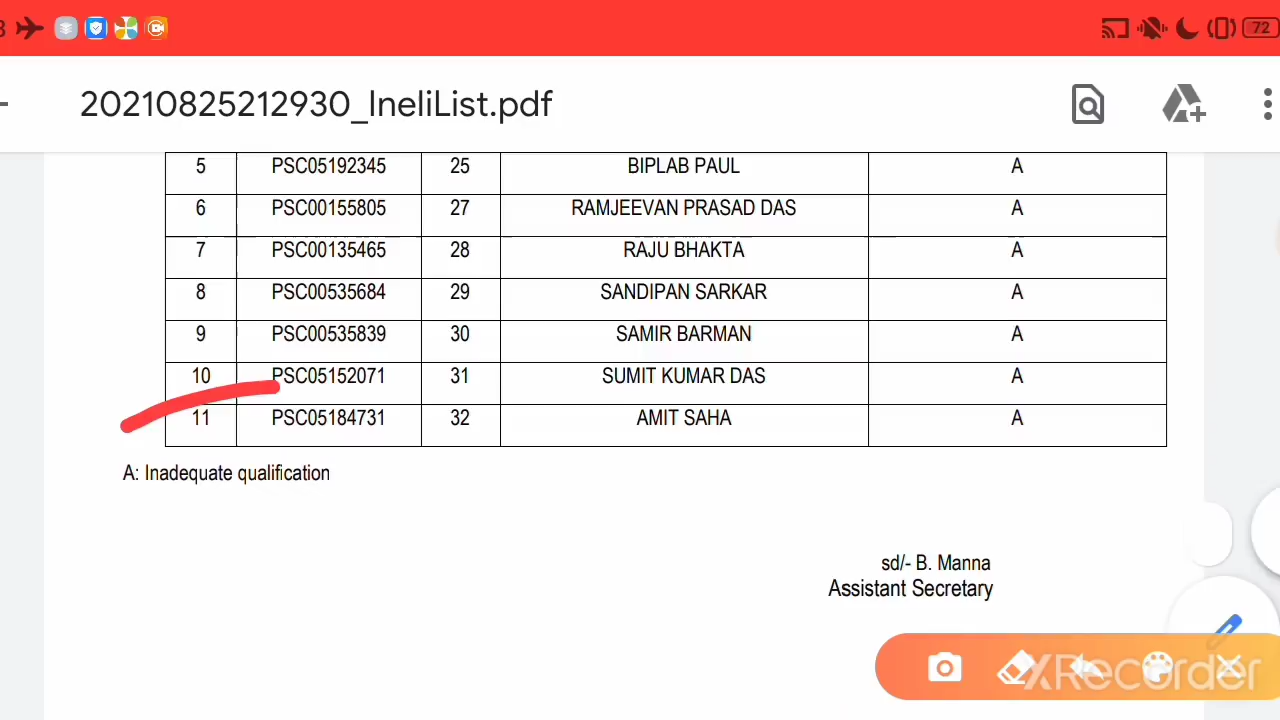 72
20210825212930_IneliList.pdf
5 PSC05192345 25 BIPLAB PAUL A
6 PSC00155805 27 RAMJEEVAN PRASAD DAS A
7 PSC00135465 28 RAJU BHAKTA A
8 PSC00535684 29 SANDIPAN SARKAR A
9 PSC00535839 30 SAMIR BARMAN A
10 PSC05152071 31 SUMIT KUMAR DAS A
11 PSC05184731 32 AMIT SAHA A
A: Inadequate qualification
sd/- B. Manna
Assistant Secretary
XRecorder